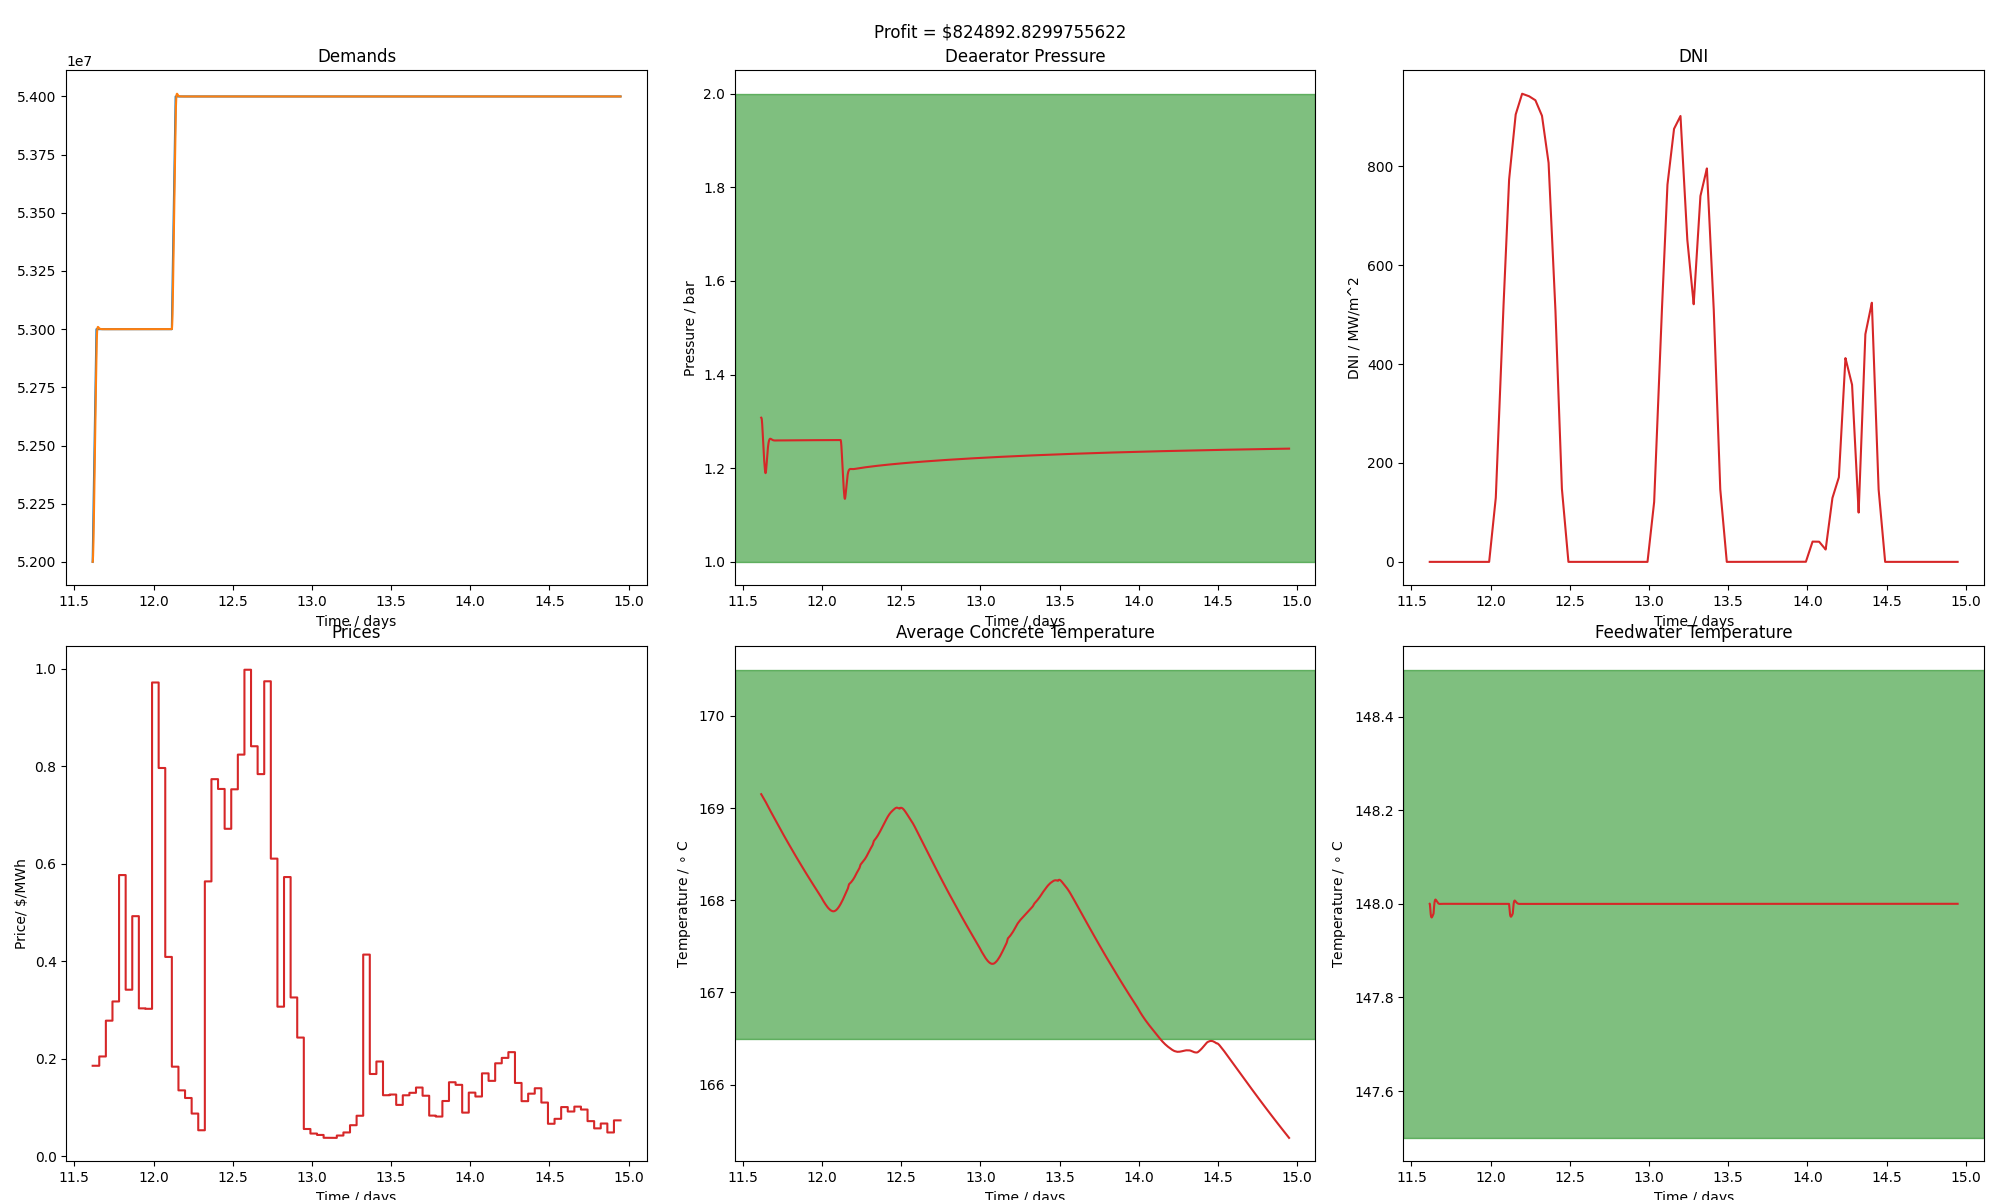 Profit = $824892.8299755622
Demands
1e7
5.400
5.375
5.350
5.325
5.300
5.275
5.250
5.225
5.200
11.5 12.0 12.5 13.0 13.5 14.0 14.5 15.0
Time / days
Deaerator Pressure
Pressure / bar
2.0
1.8
1.6
1.4
1.2
1.0
11.5 12.0 12.5 13.0 13.5 14.0 14.5 15.0
Time / days
DNI
DNI / MW/m^2
800
600
400
200
0
11.5 12.0 12.5 13.0 13.5 14.0 14.5 15.0
Time / days
Prices
Price/ $/MWh
1.0
0.8
0.6
0.4
0.2
0.0
11.5 12.0 12.5 13.0 13.5 14.0 14.5 15.0
Time / days
Average Concrete Temperature
Temperature / ∘ C
170
169
168
167
166
11.5 12.0 12.5 13.0 13.5 14.0 14.5 15.0
Time / days
Feedwater Temperature
Temperature / ∘ C
148.4
148.2
148.0
147.8
147.6
11.5 12.0 12.5 13.0 13.5 14.0 14.5 15.0
Time / days